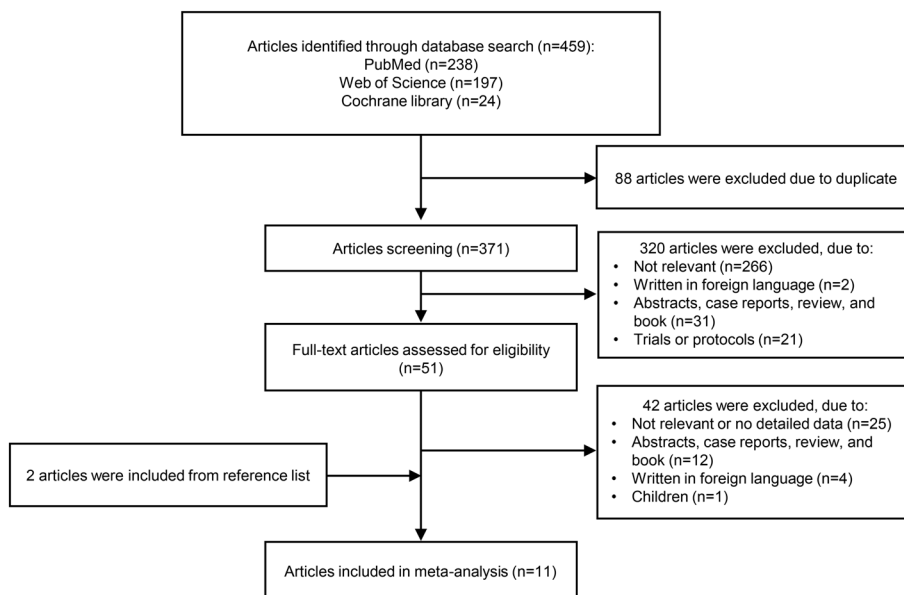 Articles identified through database search (n=459):
PubMed (n=238)
Web of Science (n=197)
Cochrane library (n=24)
88 articles were excluded due to duplicate
Articles screening (n=371)
320 articles were excluded, due to:
• Not relevant (n=266)
• Written in foreign language (n=2)
• Abstracts, case reports, review, and
book (n=31)
• Trials or protocols (n=21)
Full-text articles assessed for eligibility
(n=51)
42 articles were excluded, due to:
• Not relevant or no detailed data (n=25)
• Abstracts, case reports, review, and
book (n=12)
• Written in foreign language (n=4)
• Children (n=1)
2 articles were included from reference list
Articles included in meta-analysis (n=11)